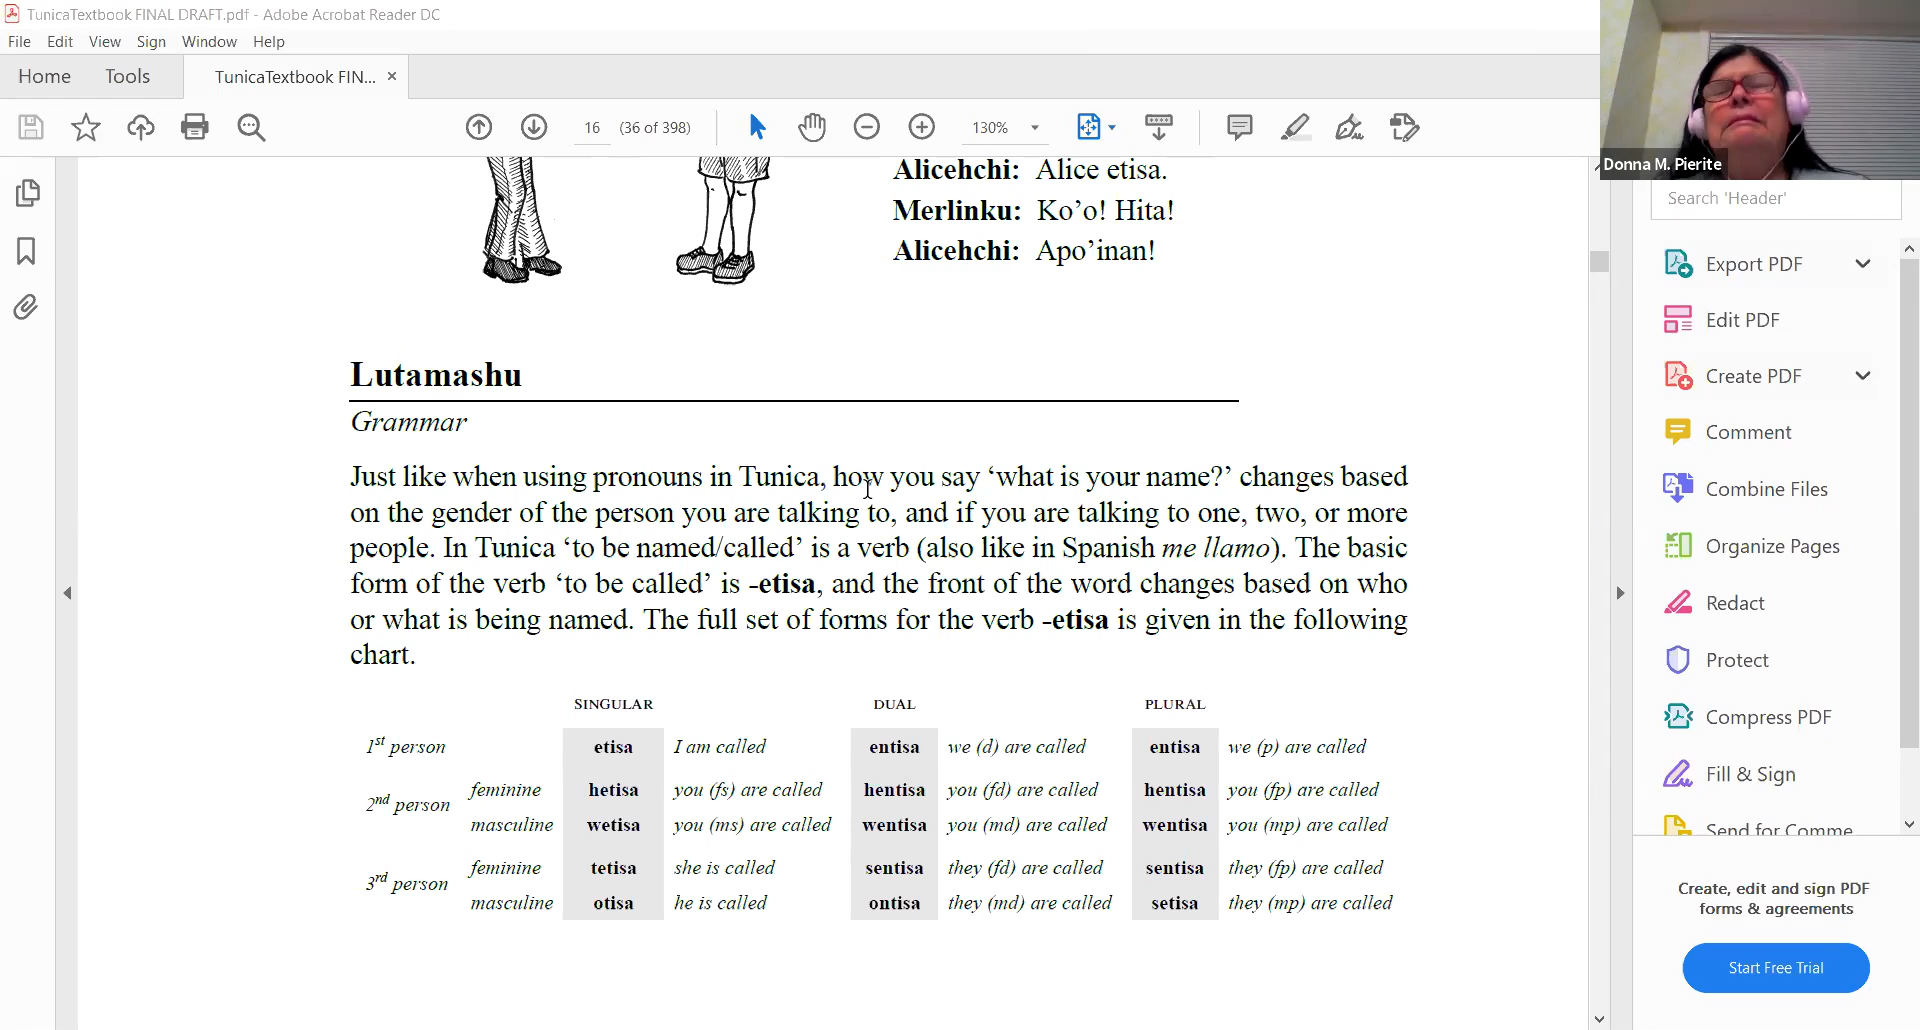 TunicaTextbook FINAL DRAFT.pdf - Adobe Acrobat Reader DC
File Edit View Sign Window Help
Home Tools TunicaTextbook FIN... ×
16 (36 of 398) 130%
Donna M. Pierite
Alicehchi: Alice etisa.
Merlinku: Ko’o! Hita!
Alicehchi: Apo’inan!
Lutamashu
Grammar
Just like when using pronouns in Tunica, how you say ‘what is your name?’ changes based
on the gender of the person you are talking to, and if you are talking to one, two, or more
people. In Tunica ‘to be named/called’ is a verb (also like in Spanish me llamo). The basic
form of the verb ‘to be called’ is -etisa, and the front of the word changes based on who
or what is being named. The full set of forms for the verb -etisa is given in the following
chart.
SINGULAR DUAL PLURAL
1st person etisa I am called entisa we (d) are called entisa we (p) are called
2nd person
feminine hetisa you (fs) are called hentisa you (fd) are called hentisa you (fp) are called
masculine wetisa you (ms) are called wentisa you (md) are called wentisa you (mp) are called
3rd person
feminine tetisa she is called sentisa they (fd) are called sentisa they (fp) are called
masculine otisa he is called ontisa they (md) are called setisa they (mp) are called
Search 'Header'
Export PDF
Edit PDF
Create PDF
Comment
Combine Files
Organize Pages
Redact
Protect
Compress PDF
Fill & Sign
Send for Comme
Create, edit and sign PDF
forms & agreements
Start Free Trial